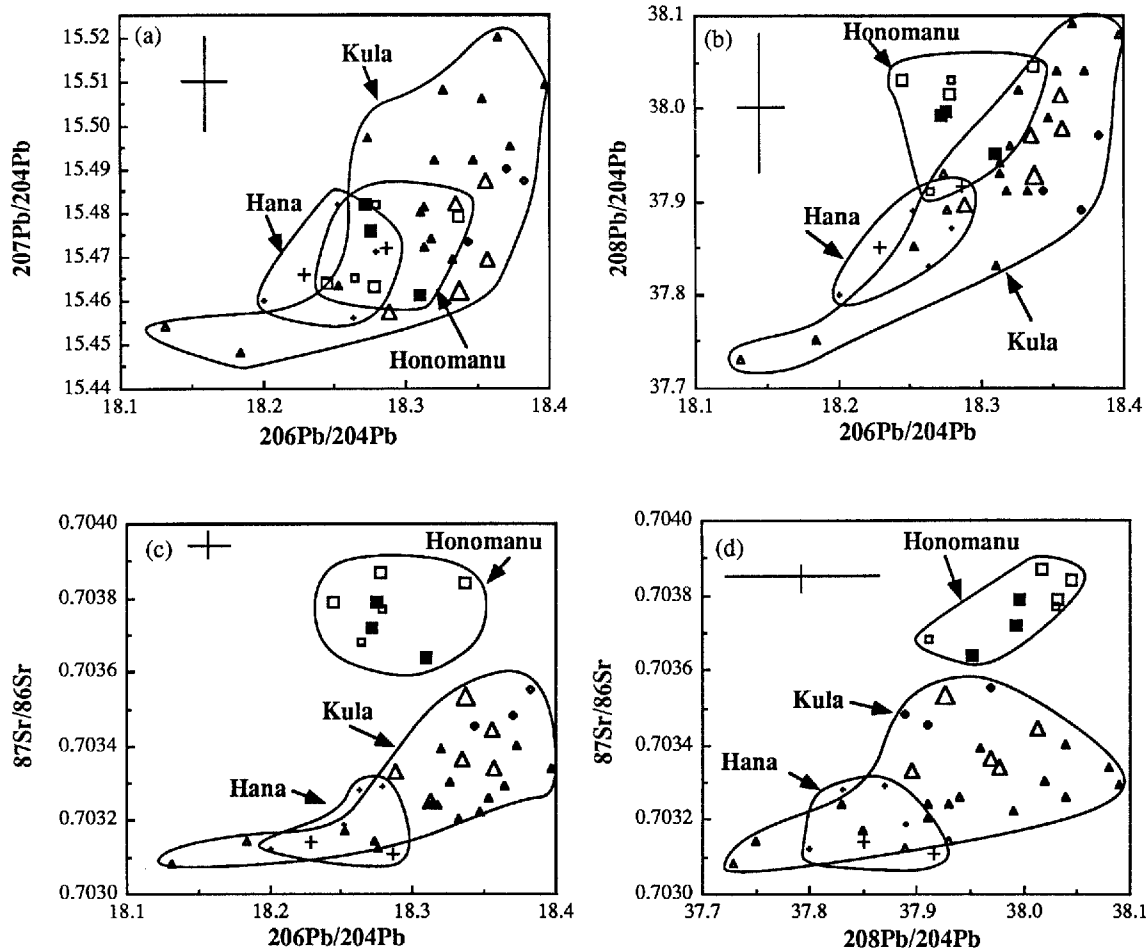 (a)
Kula
Hana
Honomanu
207Pb/204Pb
15.52
15.51
15.50
15.49
15.48
15.47
15.46
15.45
15.44
18.1
18.2
18.3
18.4
206Pb/204Pb
(b)
Honomanu
Hana
Kula
208Pb/204Pb
38.1
38.0
37.9
37.8
37.7
18.1
18.2
18.3
18.4
206Pb/204Pb
(c)
Honomanu
Kula
Hana
87Sr/86Sr
0.7040
0.7038
0.7036
0.7034
0.7032
0.7030
18.1
18.2
18.3
18.4
206Pb/204Pb
(d)
Honomanu
Kula
Hana
87Sr/86Sr
0.7040
0.7038
0.7036
0.7034
0.7032
0.7030
37.7
37.8
37.9
38.0
38.1
208Pb/204Pb